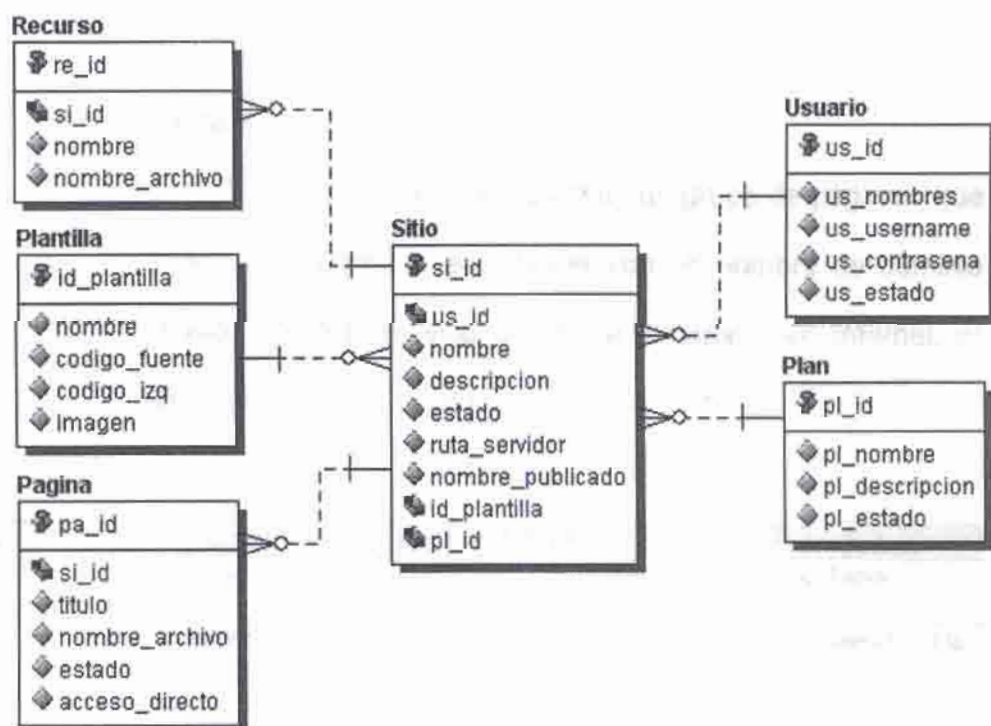 Recurso
re_id
si_id
nombre
nombre_archivo
Plantilla
id_plantilla
nombre
codigo_fuente
codigo_izq
imagen
Pagina
pa_id
si_id
titulo
nombre_archivo
estado
acceso_directo
Sitio
si_id
us_id
nombre
descripcion
estado
ruta_servidor
nombre_publicado
id_plantilla
pl_id
Usuario
us_id
us_nombres
us_username
us_contrasena
us_estado
Plan
pl_id
pl_nombre
pl_descripcion
pl_estado